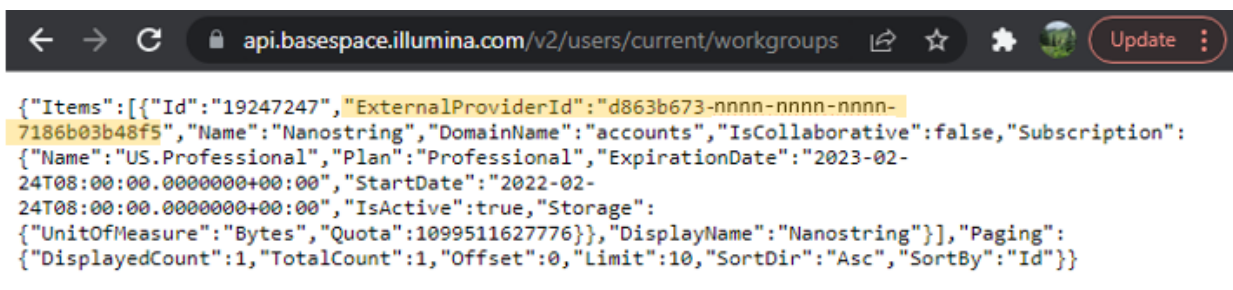 api.basespace.illumina.com/v2/users/current/workgroups Update
{"Items":[{"Id":"19247247","ExternalProviderId":"d863b673-nnnn-nnnn-nnnn-
7186b03b48f5","Name":"Nanostring","DomainName":"accounts","IsCollaborative":false,"Subscription":
{"Name":"US.Professional","Plan":"Professional","ExpirationDate":"2023-02-
24T08:00:00.0000000+00:00","StartDate":"2022-02-
24T08:00:00.0000000+00:00","IsActive":true,"Storage":
{"UnitOfMeasure":"Bytes","Quota":1099511627776}},"DisplayName":"Nanostring"}],"Paging":
{"DisplayedCount":1,"TotalCount":1,"Offset":0,"Limit":10,"SortDir":"Asc","SortBy":"Id"}}